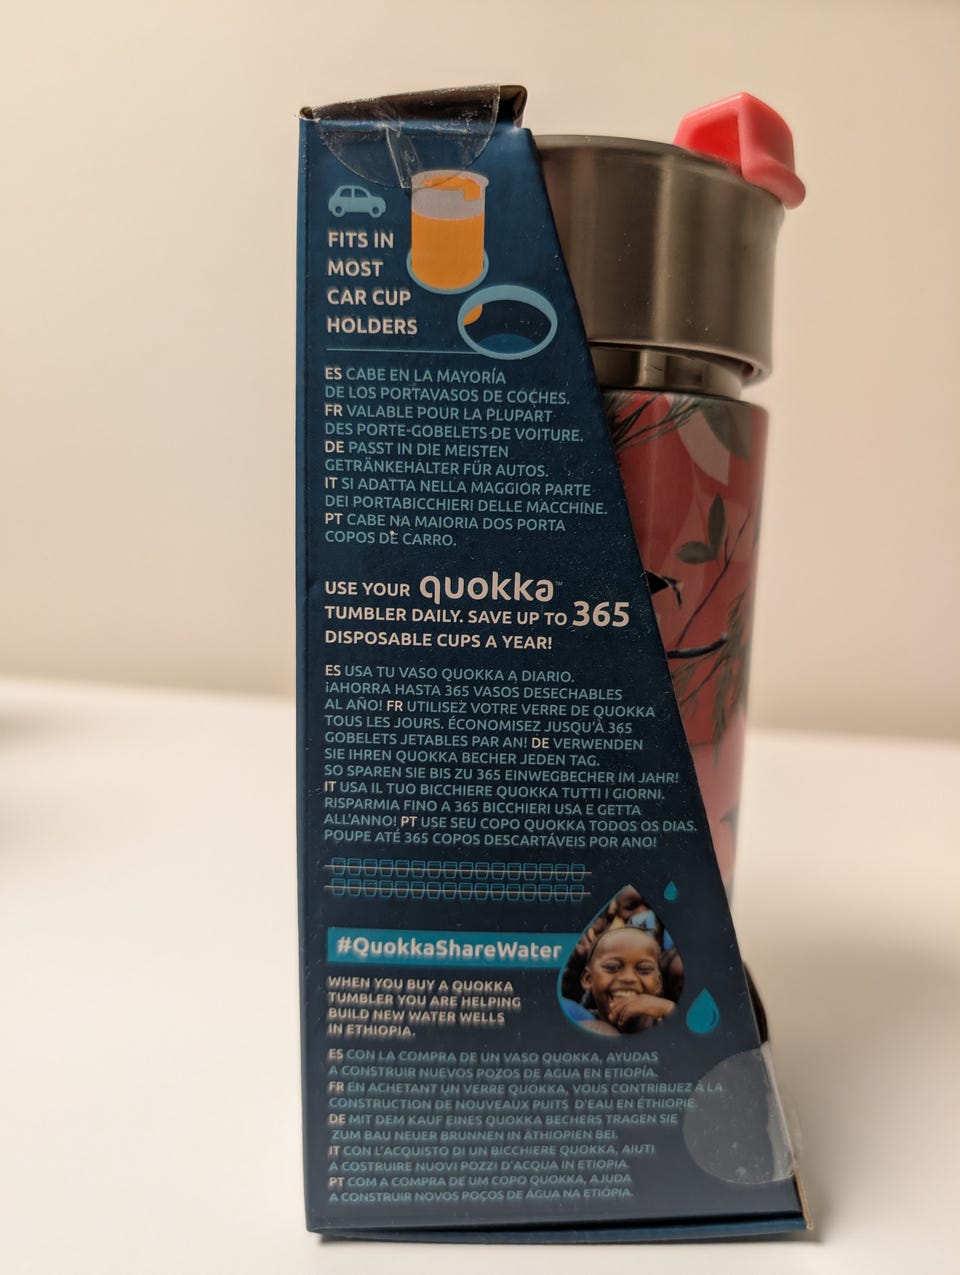 FITS IN
MOST
CAR CUP
HOLDERS
ES CABE EN LA MAYORÍA
DE LOS PORTAVASOS DE COCHES.
FR VALABLE POUR LA PLUPART
DES PORTE-GOBELETS DE VOITURE.
DE PASST IN DIE MEISTEN
GETRÄNKEHALTER FÜR AUTOS.
IT SI ADATTA NELLA MAGGIOR PARTE
DEI PORTABICCHIERI DELLE MACCHINE.
PT CABE NA MAIORIA DOS PORTA
COPOS DE CARRO.
USE YOUR quokka™
TUMBLER DAILY. SAVE UP TO 365
DISPOSABLE CUPS A YEAR!
ES USA TU VASO QUOKKA A DIARIO.
¡AHORRA HASTA 365 VASOS DESECHABLES
AL AÑO! FR UTILISEZ VOTRE VERRE DE QUOKKA
TOUS LES JOURS. ÉCONOMISEZ JUSQU'À 365
GOBELETS JETABLES PAR AN! DE VERWENDEN
SIE IHREN QUOKKA BECHER JEDEN TAG.
SO SPAREN SIE BIS ZU 365 EINWEGBECHER IM JAHR!
IT USA IL TUO BICCHIERE QUOKKA TUTTI I GIORNI.
RISPARMIA FINO A 365 BICCHIERI USA E GETTA
ALL'ANNO! PT USE SEU COPO QUOKKA TODOS OS DIAS.
POUPE ATÉ 365 COPOS DESCARTÁVEIS POR ANO!
#QuokkaShareWater
WHEN YOU BUY A QUOKKA
TUMBLER YOU ARE HELPING
BUILD NEW WATER WELLS
IN ETHIOPIA.
ES CON LA COMPRA DE UN VASO QUOKKA, AYUDAS
A CONSTRUIR NUEVOS POZOS DE AGUA EN ETIOPÍA.
FR EN ACHETANT UN VERRE QUOKKA, VOUS CONTRIBUEZ À LA
CONSTRUCTION DE NOUVEAUX PUITS D'EAU EN ÉTHIOPIE.
DE MIT DEM KAUF EINES QUOKKA BECHERS TRAGEN SIE
ZUM BAU NEUER BRUNNEN IN ÄTHIOPIEN BEI.
IT CON L'ACQUISTO DI UN BICCHIERE QUOKKA, AIUTI
A COSTRUIRE NUOVI POZZI D'ACQUA IN ETIOPIA.
PT COM A COMPRA DE UM COPO QUOKKA, AJUDA
A CONSTRUIR NOVOS POÇOS DE ÁGUA NA ETIÓPIA.